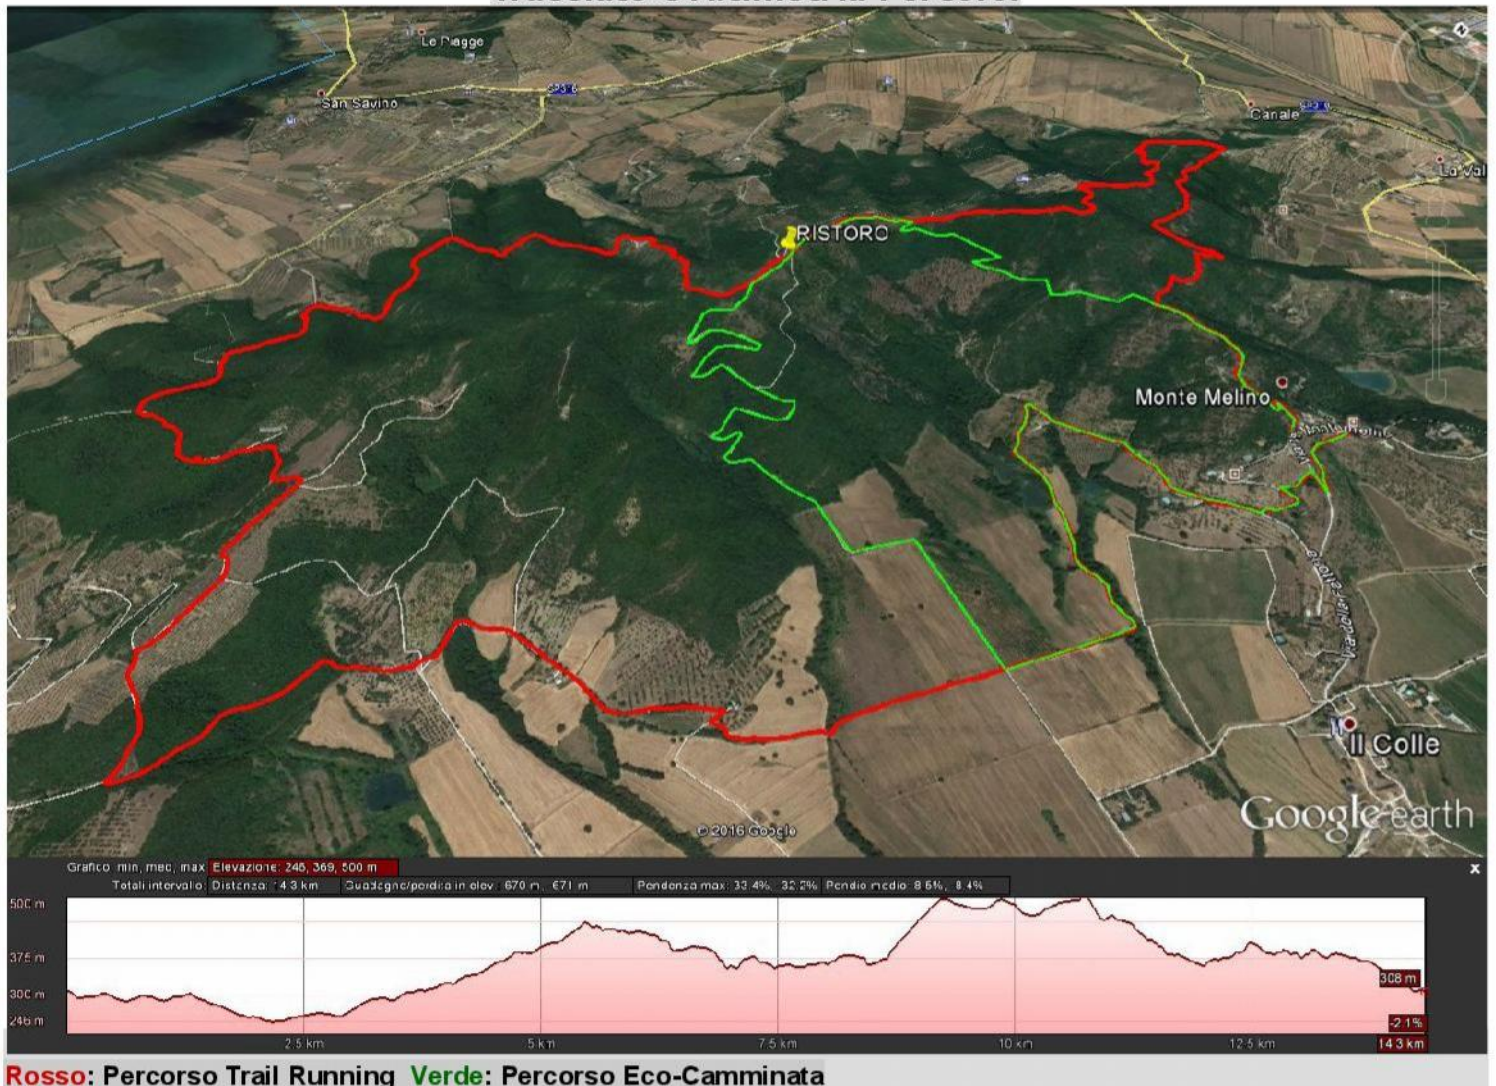 Le Piagge
San Savino
Canale
La Val
RISTORO
Monte Melino
Il Colle
© 2016 Google
Google earth
Grafico min, med, max Elevazione: 246, 369, 500 m
x
Totali intervallo Distanza: 14.3 km Guadagno/perdita in elev : 670 m, 671 m Pendenza max: 33.4%, 32.2% Pendio medio 8.6%, 8.4%
500 m
375 m
308 m
300 m
246 m
-2.1%
2.5 km 5 km 7.5 km 10 km 12.5 km 14.3 km
Rosso: Percorso Trail Running Verde: Percorso Eco-Camminata